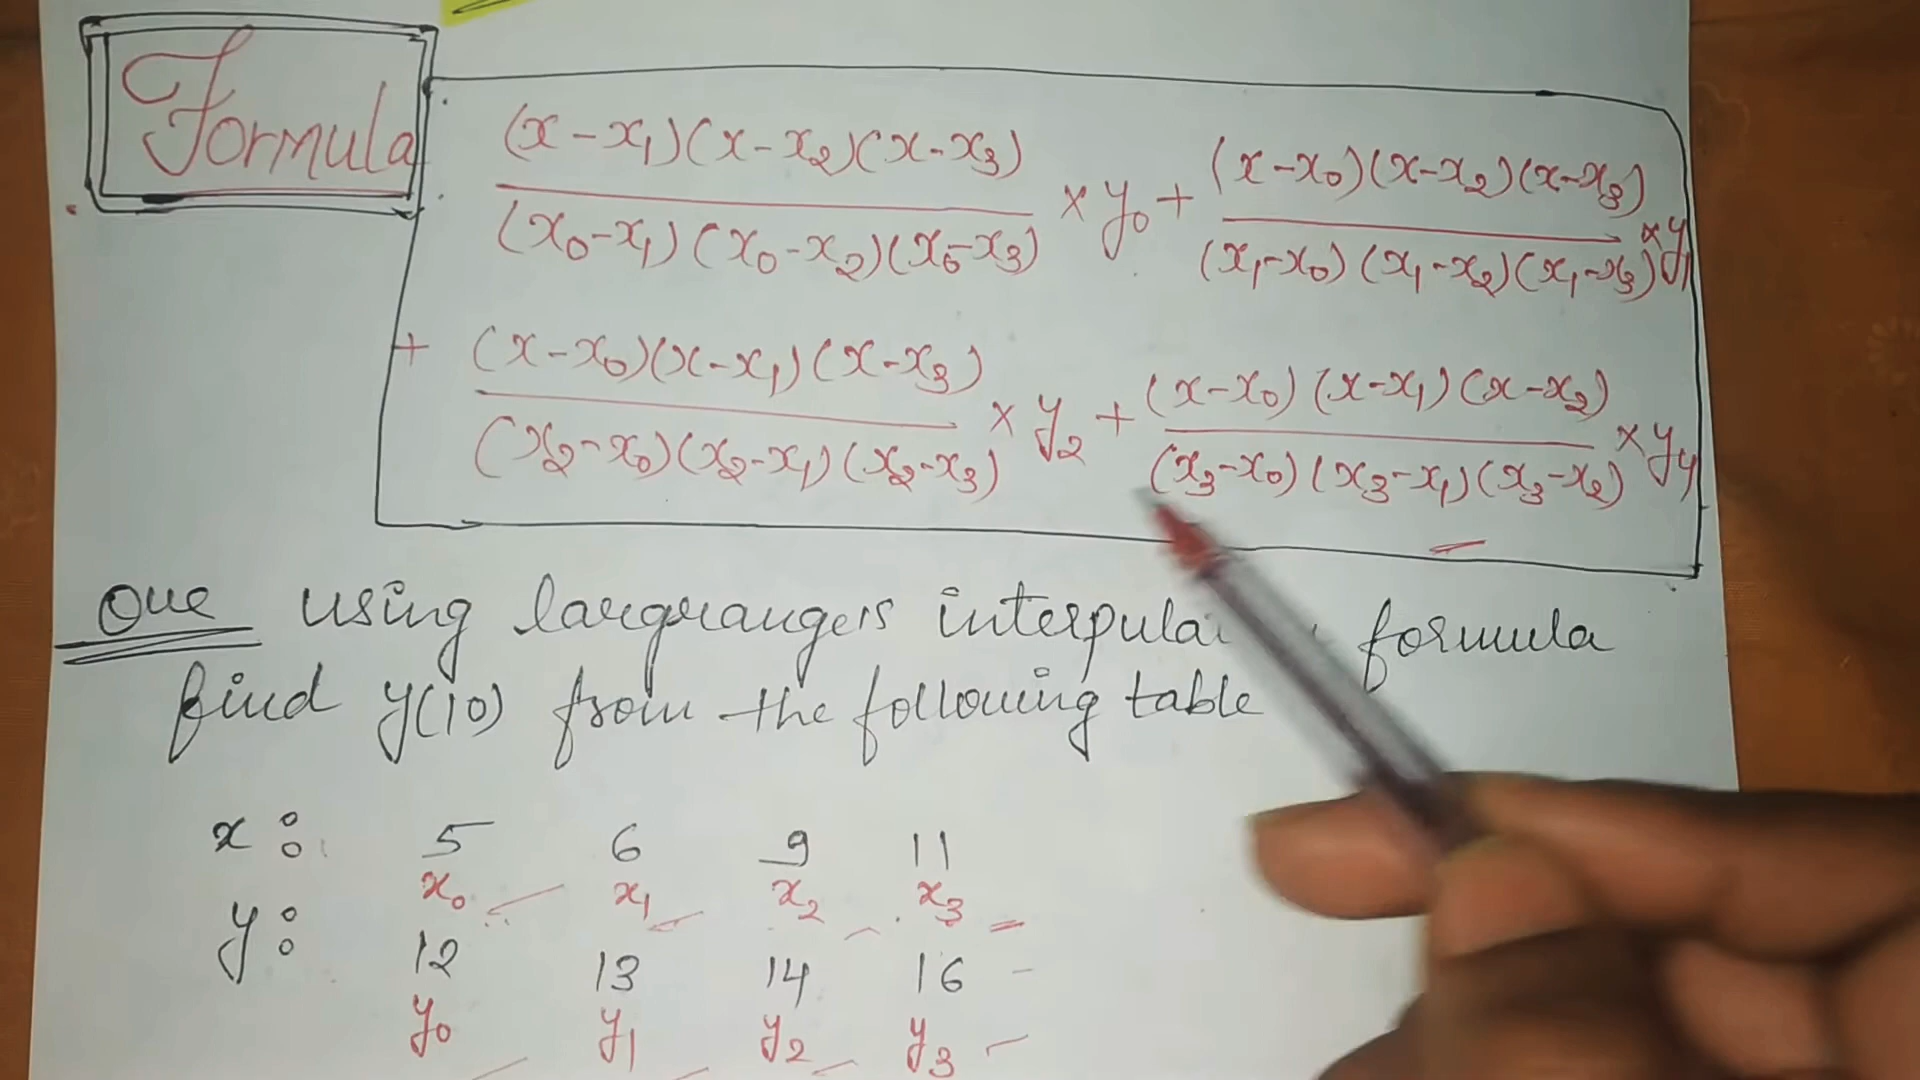 Formula
(x-x₁)(x-x₂)(x-x₃) / (x₀-x₁)(x₀-x₂)(x₀-x₃) × y₀ + (x-x₀)(x-x₂)(x-x₃) / (x₁-x₀)(x₁-x₂)(x₁-x₃) × y₁
+ (x-x₀)(x-x₁)(x-x₃) / (x₂-x₀)(x₂-x₁)(x₂-x₃) × y₂ + (x-x₀)(x-x₁)(x-x₂) / (x₃-x₀)(x₃-x₁)(x₃-x₂) × y₄
using formula
find y(10) from the following table
x: 5 6 9 11
x₀ x₁ x₂ x₃
y: 12 13 14 16
y₀ y₁ y₂ y₃